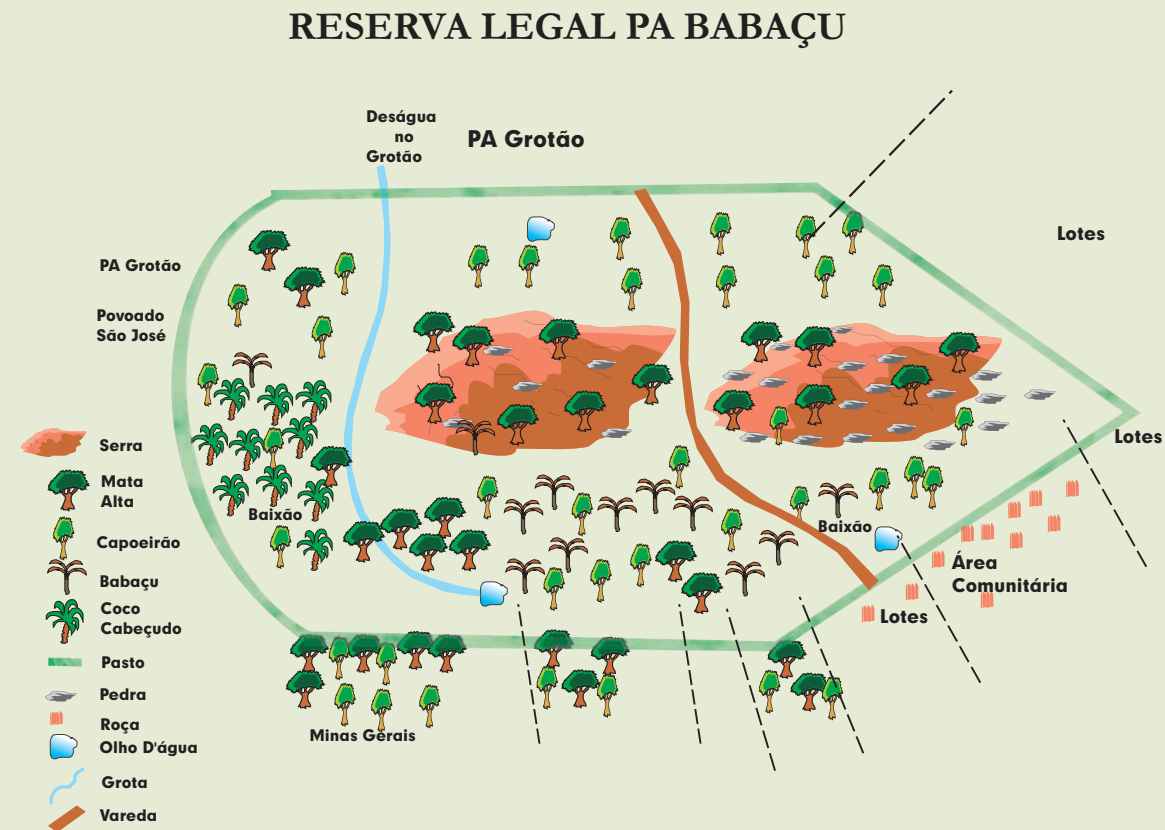 RESERVA LEGAL PA BABAÇU
Deságua
no
Grotão
PA Grotão
Lotes
PA Grotão
Povoado
São José
Lotes
Serra
Mata
Alta
Baixão
Baixão
Capoeirão
Área
Comunitária
Babaçu
Coco
Cabeçudo
Lotes
Pasto
Pedra
Roça
Minas Gerais
Olho D'água
Grota
Vareda